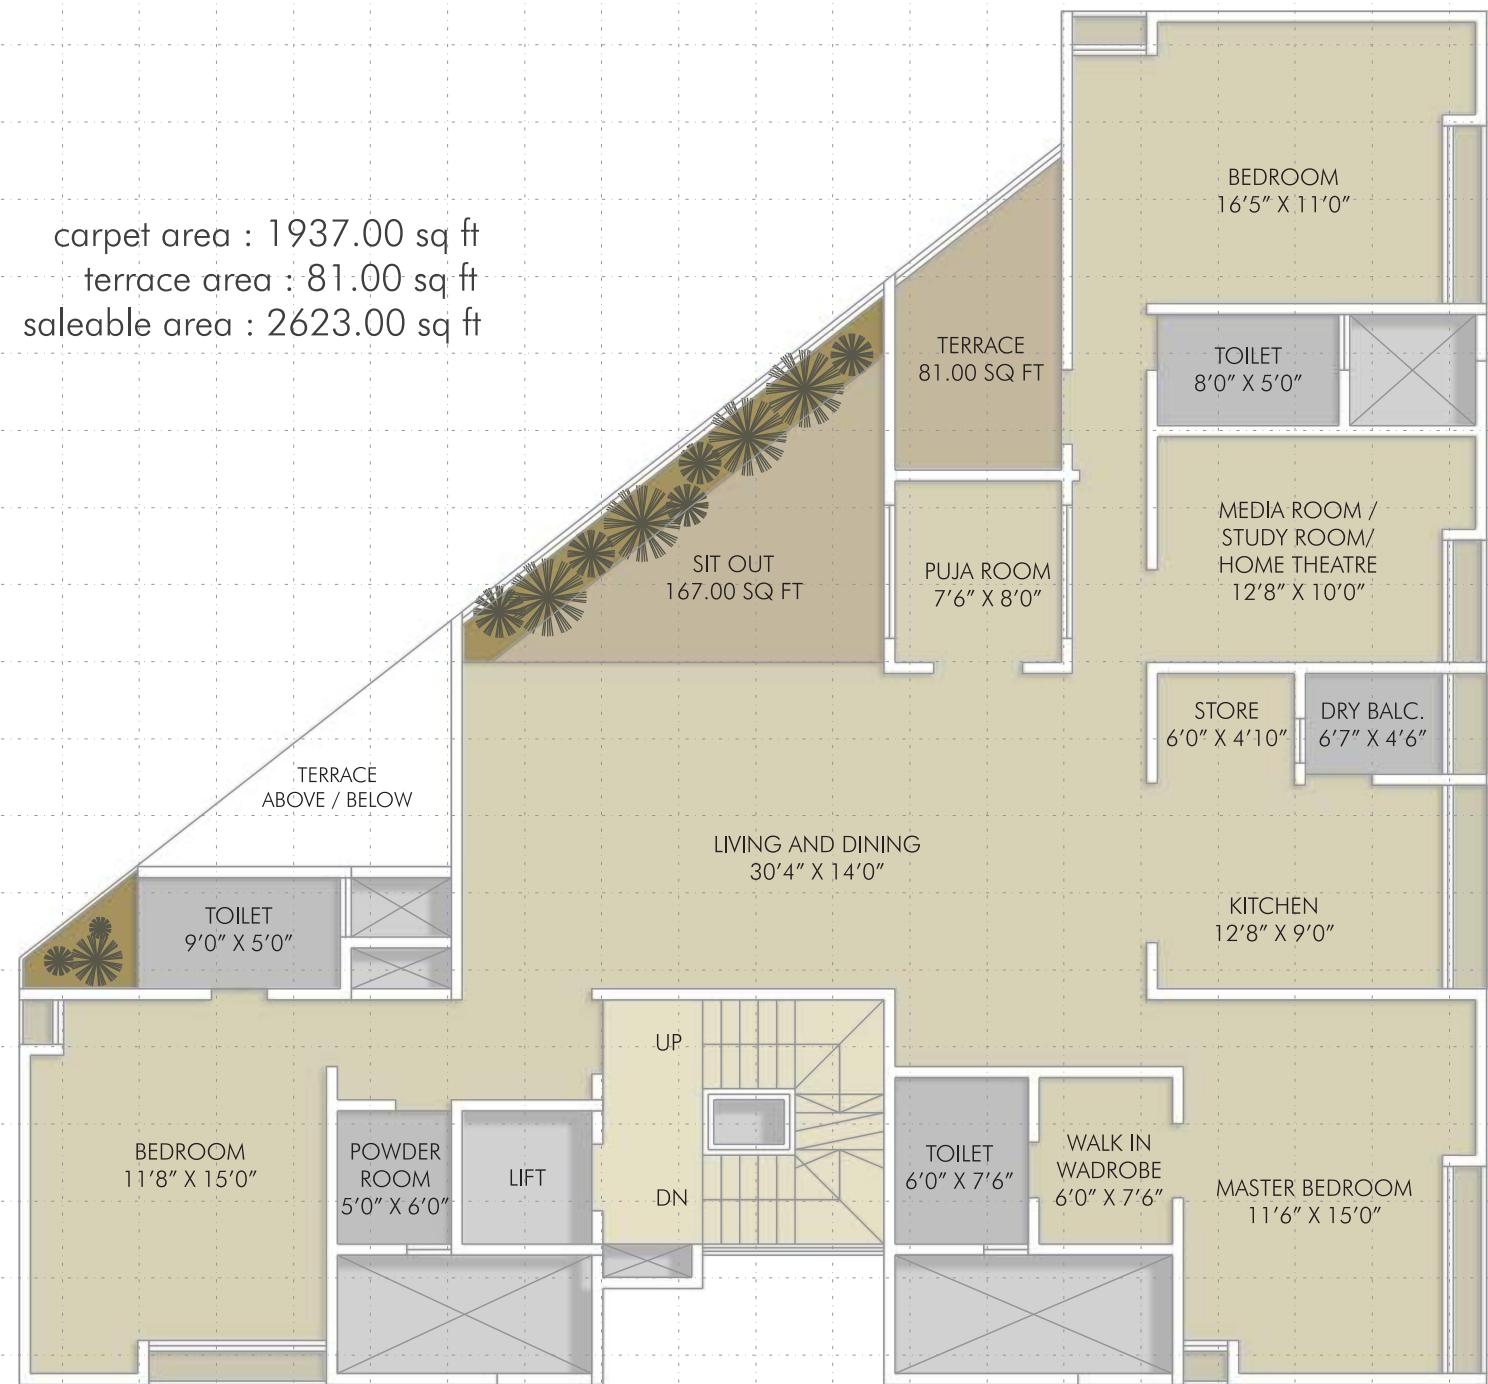 carpet area : 1937.00 sq ft
terrace area : 81.00 sq ft
saleable area : 2623.00 sq ft
BEDROOM
16'5" X 11'0"
TERRACE
81.00 SQ FT
TOILET
8'0" X 5'0"
MEDIA ROOM /
STUDY ROOM/
HOME THEATRE
12'8" X 10'0"
SIT OUT
167.00 SQ FT
PUJA ROOM
7'6" X 8'0"
STORE
6'0" X 4'10"
DRY BALC.
6'7" X 4'6"
TERRACE
ABOVE / BELOW
LIVING AND DINING
30'4" X 14'0"
TOILET
9'0" X 5'0"
KITCHEN
12'8" X 9'0"
UP
BEDROOM
11'8" X 15'0"
POWDER
ROOM
5'0" X 6'0"
LIFT
DN
TOILET
6'0" X 7'6"
WALK IN
WADROBE
6'0" X 7'6"
MASTER BEDROOM
11'6" X 15'0"